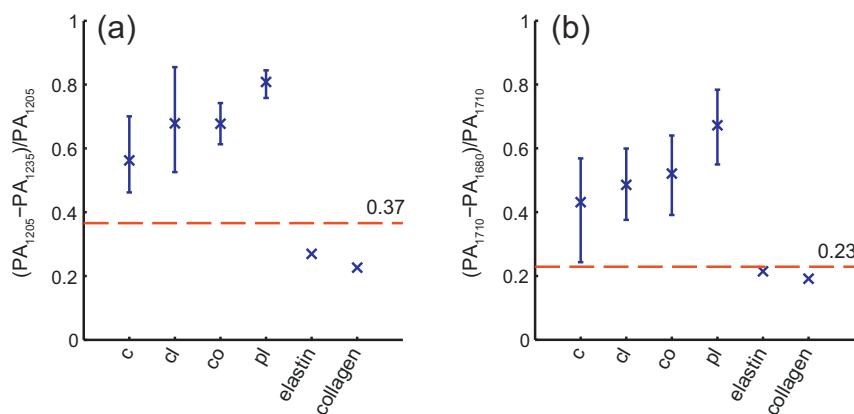 (a)
(PA1205−PA1235)/PA1205
1
0.8
0.6
0.4
0.2
0
0.37
c
cl
co
pl
elastin
collagen
(b)
(PA1710−PA1680)/PA1710
1
0.8
0.6
0.4
0.2
0
0.23
c
cl
co
pl
elastin
collagen